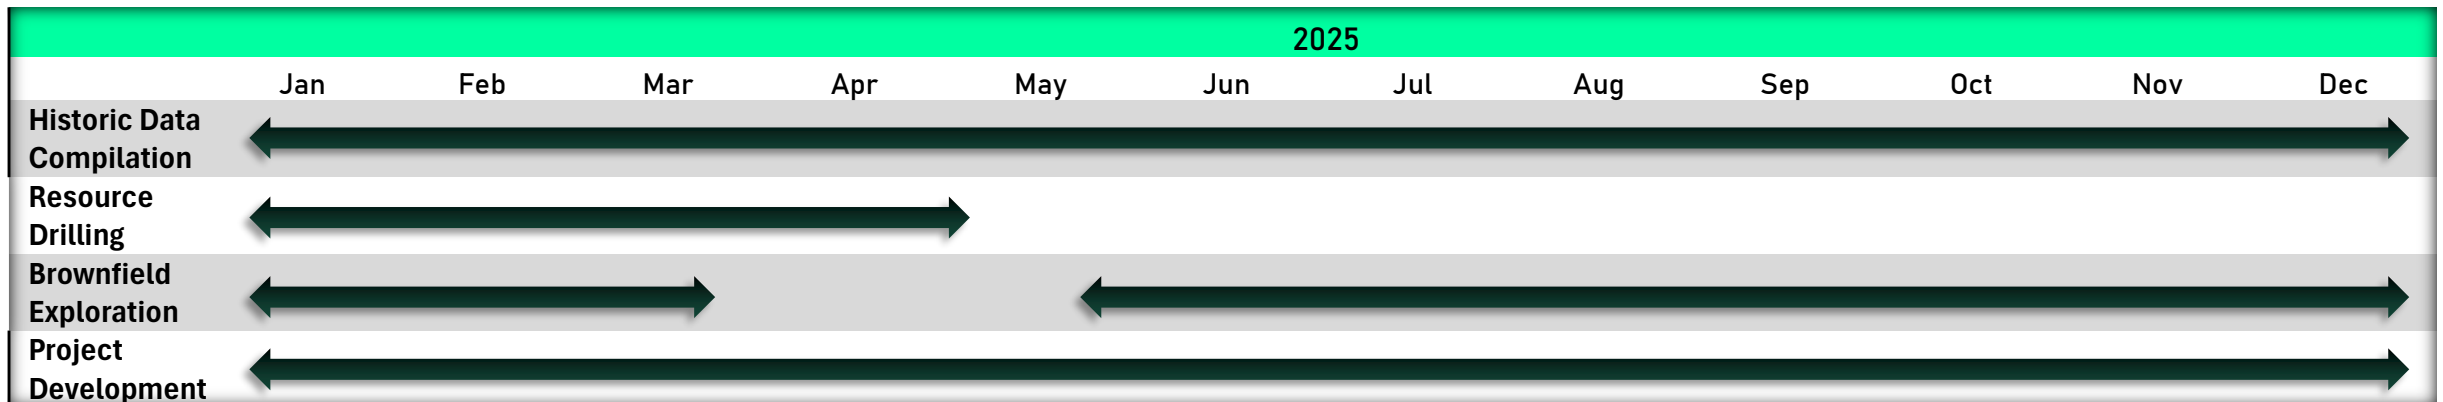 2025
Jan Feb Mar Apr May Jun Jul Aug Sep Oct Nov Dec
Historic Data
Compilation
Resource
Drilling
Brownfield
Exploration
Project
Development